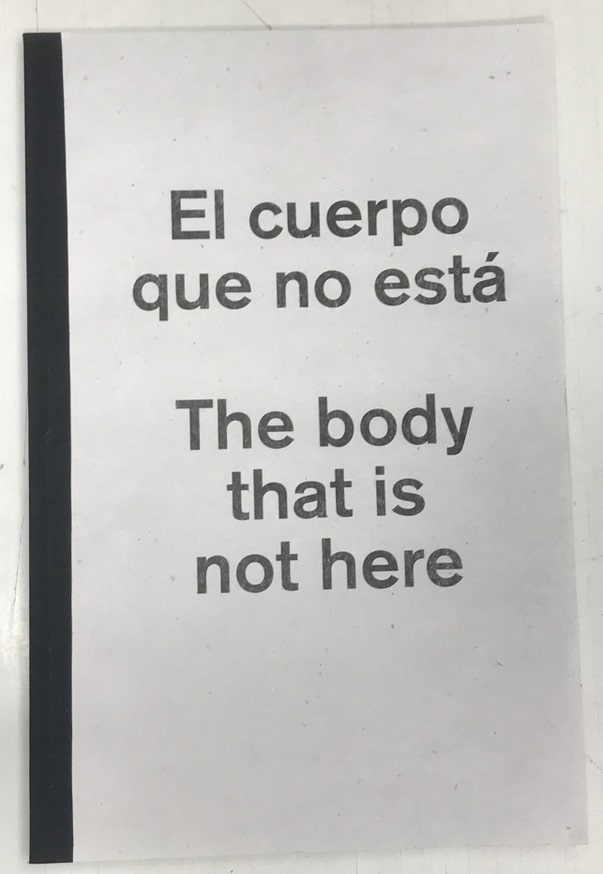 El cuerpo
que no está
The body
that is
not here